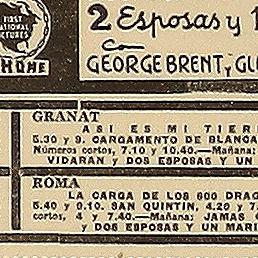 FIRST
NATIONAL
PICTURES
HOME
2 Esposas y 1
Con
GEORGE BRENT, GL
GRANAT
ASI ES MI TIER
5.30 y 9. CARGAMENTO DE BLANCA
Números cortos, 7.10 y 10.40.—Mañana:
VIDARAN y DOS ESPOSAS Y UN M
ROMA
LA CARGA DE LOS 600 DRAG
5.40 y 9.10. SAN QUINTIN, 4.20 y 7
cortos, 4 y 7.40.—Mañana: JAMAS
y DOS ESPOSAS Y UN MARI